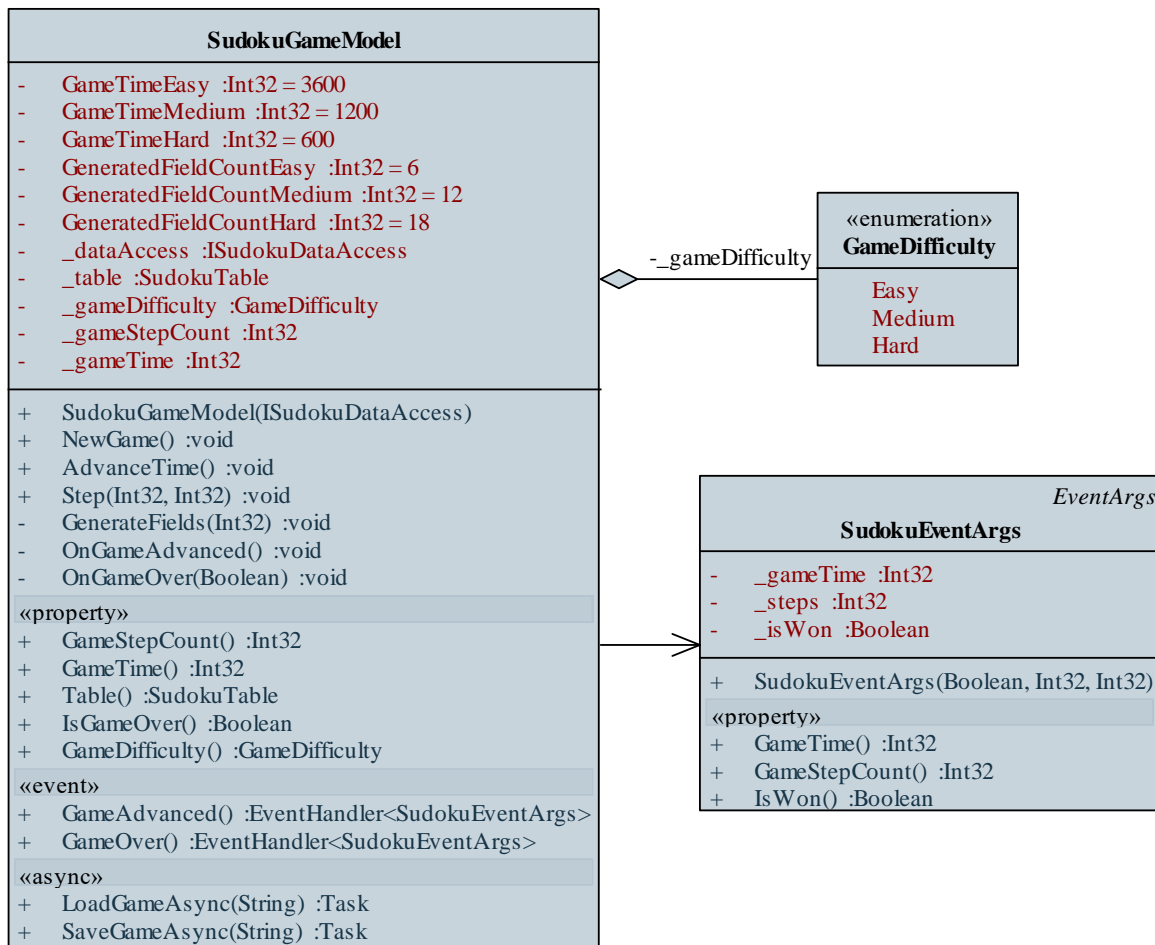 SudokuGameModel
- GameTimeEasy :Int32 = 3600
- GameTimeMedium :Int32 = 1200
- GameTimeHard :Int32 = 600
- GeneratedFieldCountEasy :Int32 = 6
- GeneratedFieldCountMedium :Int32 = 12
- GeneratedFieldCountHard :Int32 = 18
- _dataAccess :ISudokuDataAccess
- _table :SudokuTable
- _gameDifficulty :GameDifficulty
- _gameStepCount :Int32
- _gameTime :Int32
+ SudokuGameModel(ISudokuDataAccess)
+ NewGame() :void
+ AdvanceTime() :void
+ Step(Int32, Int32) :void
- GenerateFields(Int32) :void
- OnGameAdvanced() :void
- OnGameOver(Boolean) :void
«property»
+ GameStepCount() :Int32
+ GameTime() :Int32
+ Table() :SudokuTable
+ IsGameOver() :Boolean
+ GameDifficulty() :GameDifficulty
«event»
+ GameAdvanced() :EventHandler<SudokuEventArgs>
+ GameOver() :EventHandler<SudokuEventArgs>
«async»
+ LoadGameAsync(String) :Task
+ SaveGameAsync(String) :Task
-_gameDifficulty
«enumeration»
GameDifficulty
Easy
Medium
Hard
EventArgs
SudokuEventArgs
- _gameTime :Int32
- _steps :Int32
- _isWon :Boolean
+ SudokuEventArgs(Boolean, Int32, Int32)
«property»
+ GameTime() :Int32
+ GameStepCount() :Int32
+ IsWon() :Boolean